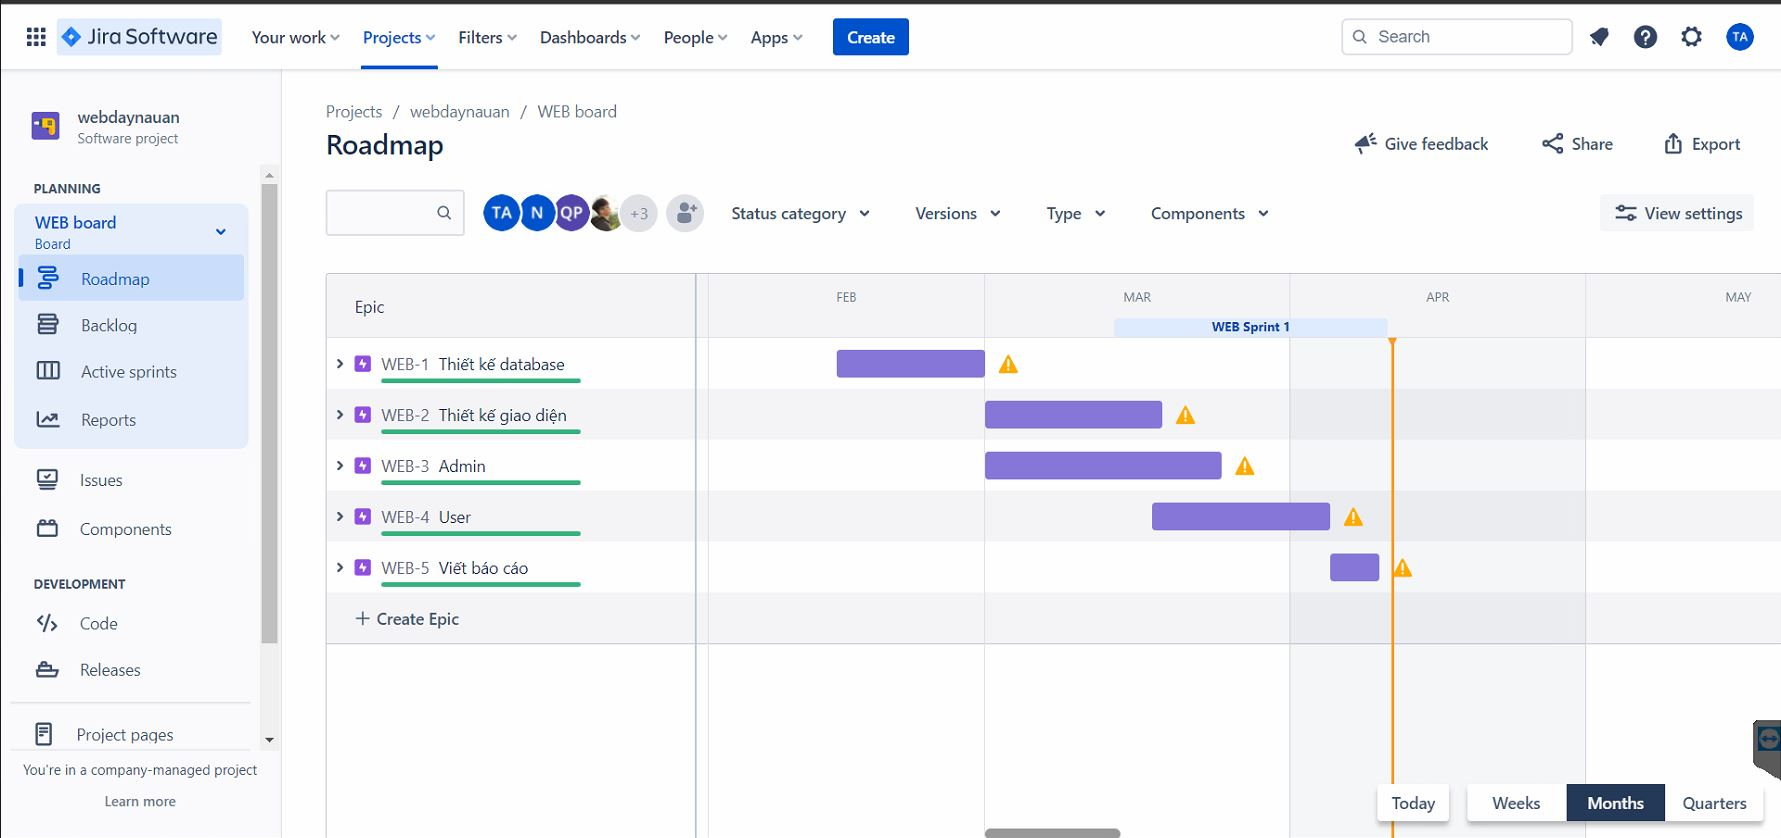 Jira Software Your work Projects Filters Dashboards People Apps Create Search TA
webdaynauan
Software project
PLANNING
WEB board
Board
Roadmap
Backlog
Active sprints
Reports
Issues
Components
DEVELOPMENT
Code
Releases
Project pages
You're in a company-managed project
Learn more
Projects / webdaynauan / WEB board
Roadmap
Give feedback Share Export
TA N QP +3 Status category Versions Type Components View settings
Epic FEB MAR APR MAY
WEB Sprint 1
WEB-1 Thiết kế database
WEB-2 Thiết kế giao diện
WEB-3 Admin
WEB-4 User
WEB-5 Viết báo cáo
+ Create Epic
Today Weeks Months Quarters